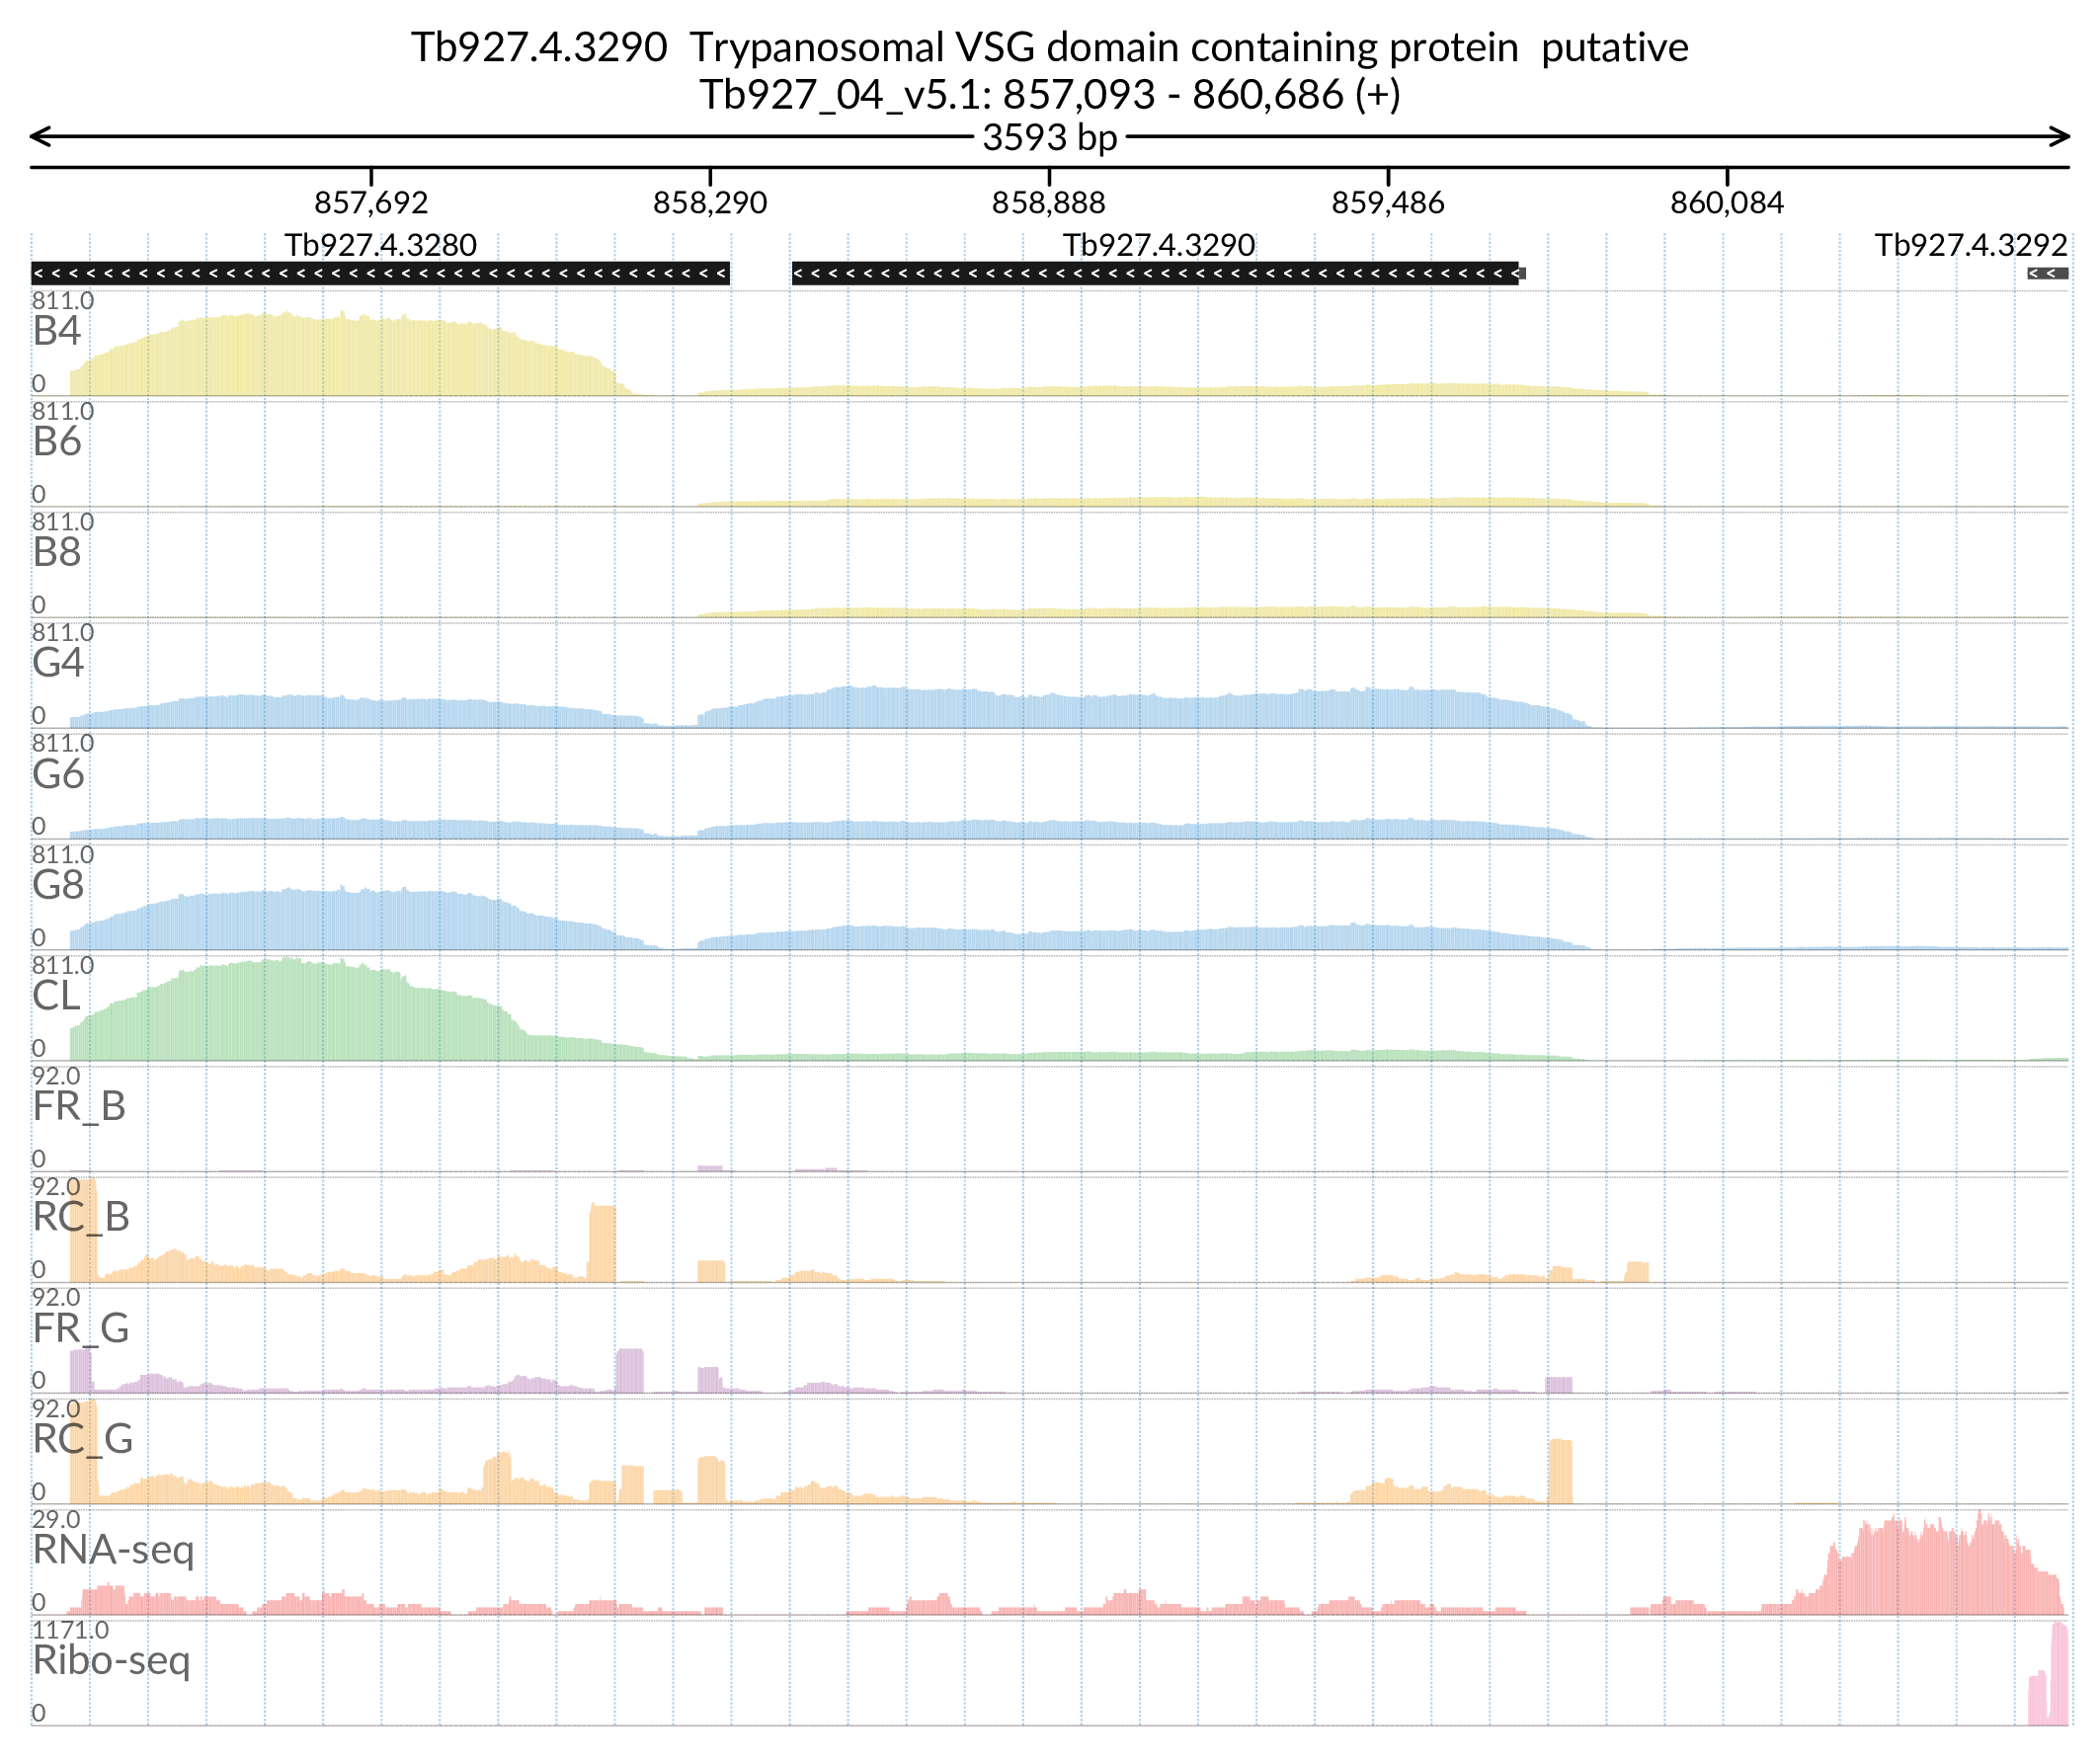 Tb927.4.3290  Trypanosomal VSG domain containing protein  putative
Tb927_04_v5.1: 857,093 - 860,686 (+)
3593 bp
857,692 858,290 858,888 859,486 860,084
Tb927.4.3280 Tb927.4.3290 Tb927.4.3292
811.0
B4
0
811.0
B6
0
811.0
B8
0
811.0
G4
0
811.0
G6
0
811.0
G8
0
811.0
CL
0
92.0
FR_B
0
92.0
RC_B
0
92.0
FR_G
0
92.0
RC_G
0
29.0
RNA-seq
0
1171.0
Ribo-seq
0